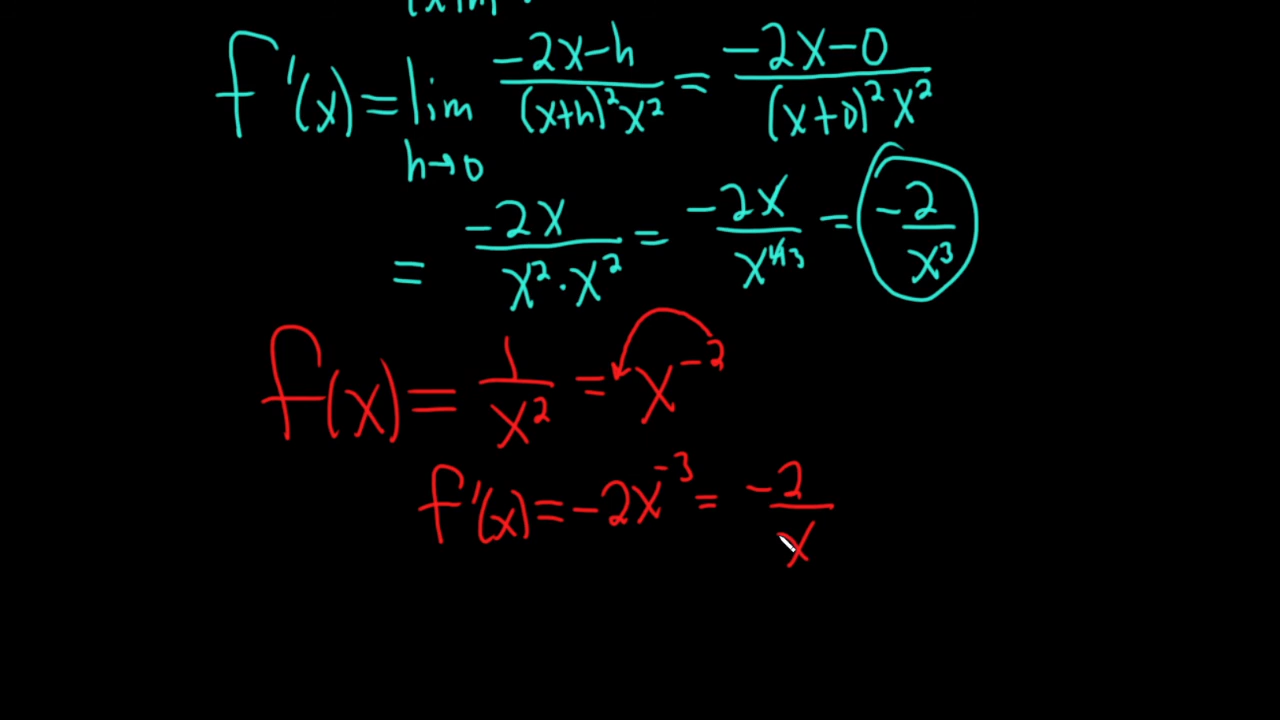 f'(x) = lim h→0 (-2x-h)/((x+h)²x²) = (-2x-0)/((x+0)²x²)
= -2x/(x²·x²) = -2x/x⁴³ = -2/x³
f(x) = 1/x² = x⁻²
f'(x) = -2x⁻³ = -2/x